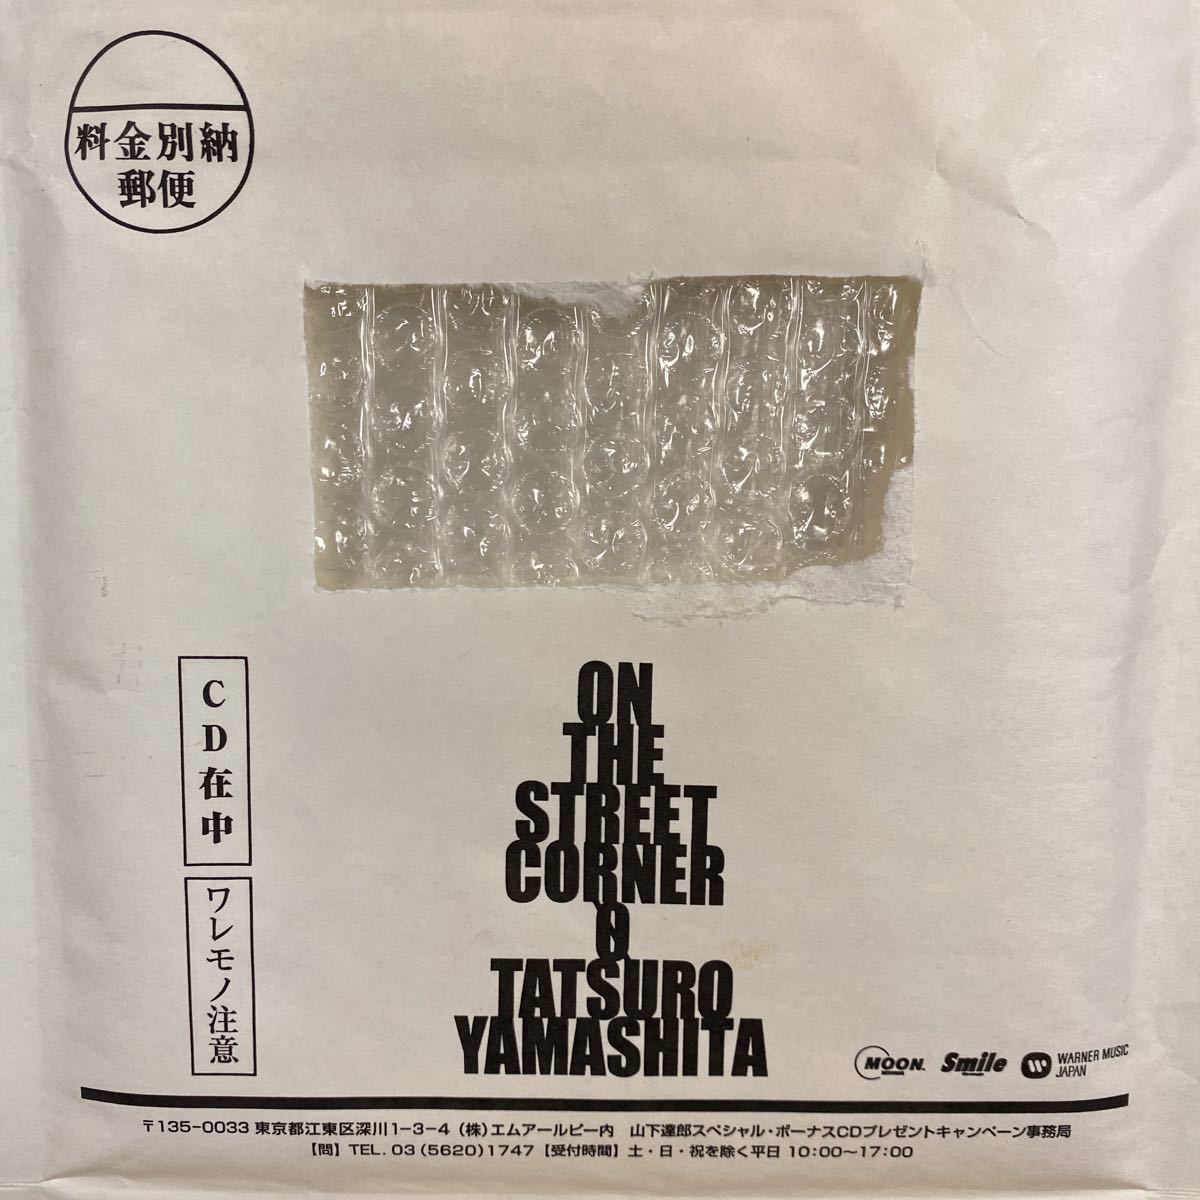 料金別納
郵便
CD在中
ワレモノ注意
ON
THE
STREET
CORNER
0
TATSURO
YAMASHITA
MOON
RECORDS
Smile
WARNER MUSIC
JAPAN
〒135-0033 東京都江東区深川1-3-4 (株)エムアールピー内 山下達郎スペシャル・ボーナスCDプレゼントキャンペーン事務局
【問】TEL. 03 (5620) 1747【受付時間】土・日・祝を除く平日 10:00〜17:00